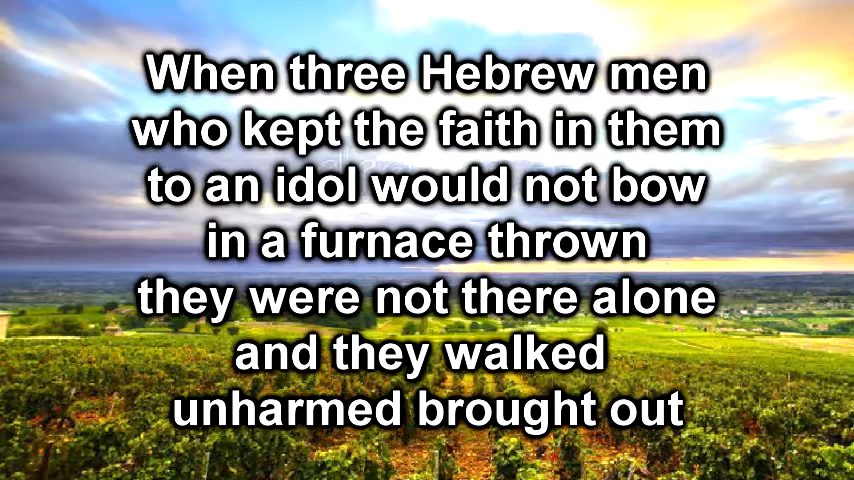 When three Hebrew men
who kept the faith in them
to an idol would not bow
in a furnace thrown
they were not there alone
and they walked
unharmed brought out